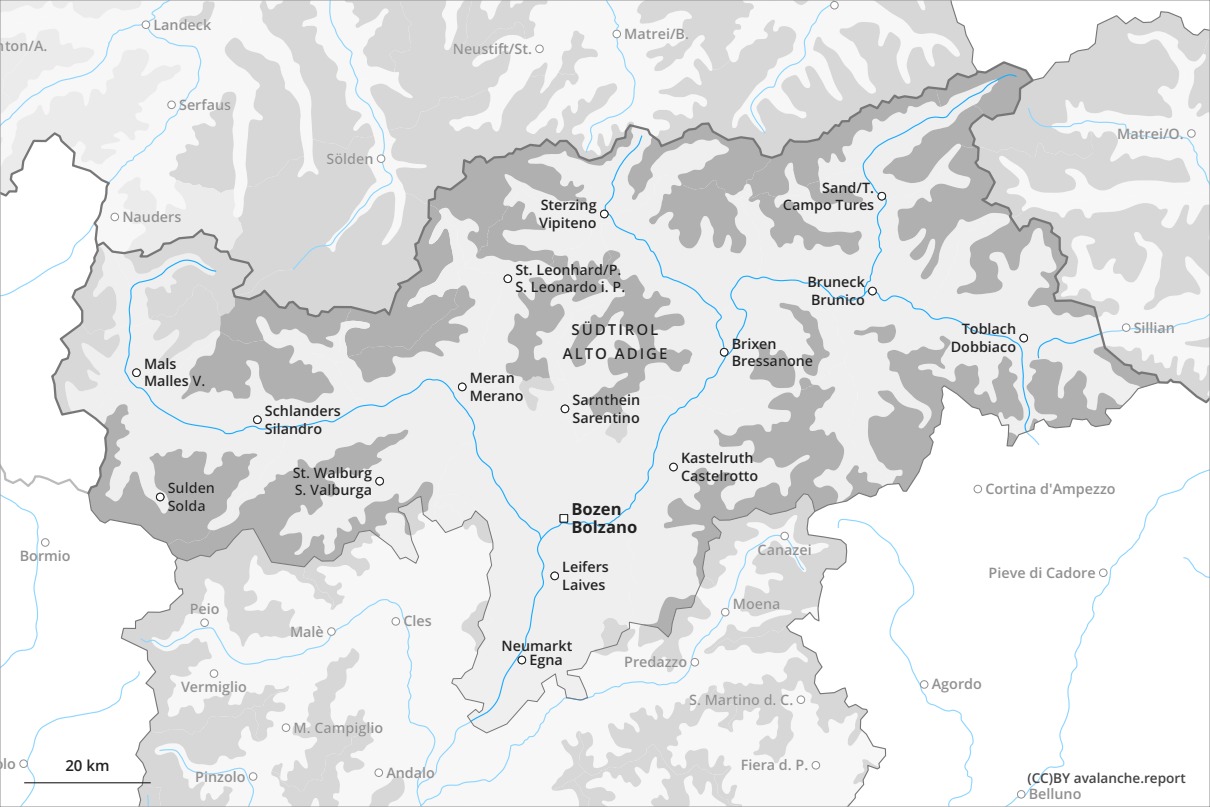 Landeck
nton/A.
Neustift/St.
Matrei/B.
Serfaus
Matrei/O.
Sölden
Sand/T.
Campo Tures
Sterzing
Vipiteno
Nauders
St. Leonhard/P.
S. Leonardo i. P.
Bruneck
Brunico
SÜDTIROL
ALTO ADIGE
Toblach
Dobbiaco
Sillian
Brixen
Bressanone
Mals
Malles V.
Meran
Merano
Sarnthein
Sarentino
Schlanders
Silandro
Kastelruth
Castelrotto
St. Walburg
S. Valburga
Sulden
Solda
Cortina d'Ampezzo
Bozen
Bolzano
Bormio
Canazei
Leifers
Laives
Pieve di Cadore
Peio
Moena
Malè
Cles
Neumarkt
Egna
Predazzo
Vermiglio
Agordo
S. Martino d. C.
M. Campiglio
olo
20 km
Pinzolo
Andalo
Fiera d. P.
(CC)BY avalanche.report
Belluno